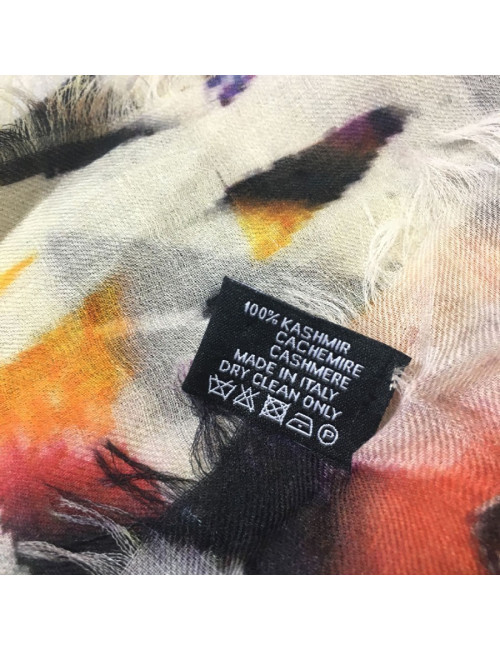 100% KASHMIR
CACHEMIRE
CASHMERE
MADE IN ITALY
DRY CLEAN ONLY
P